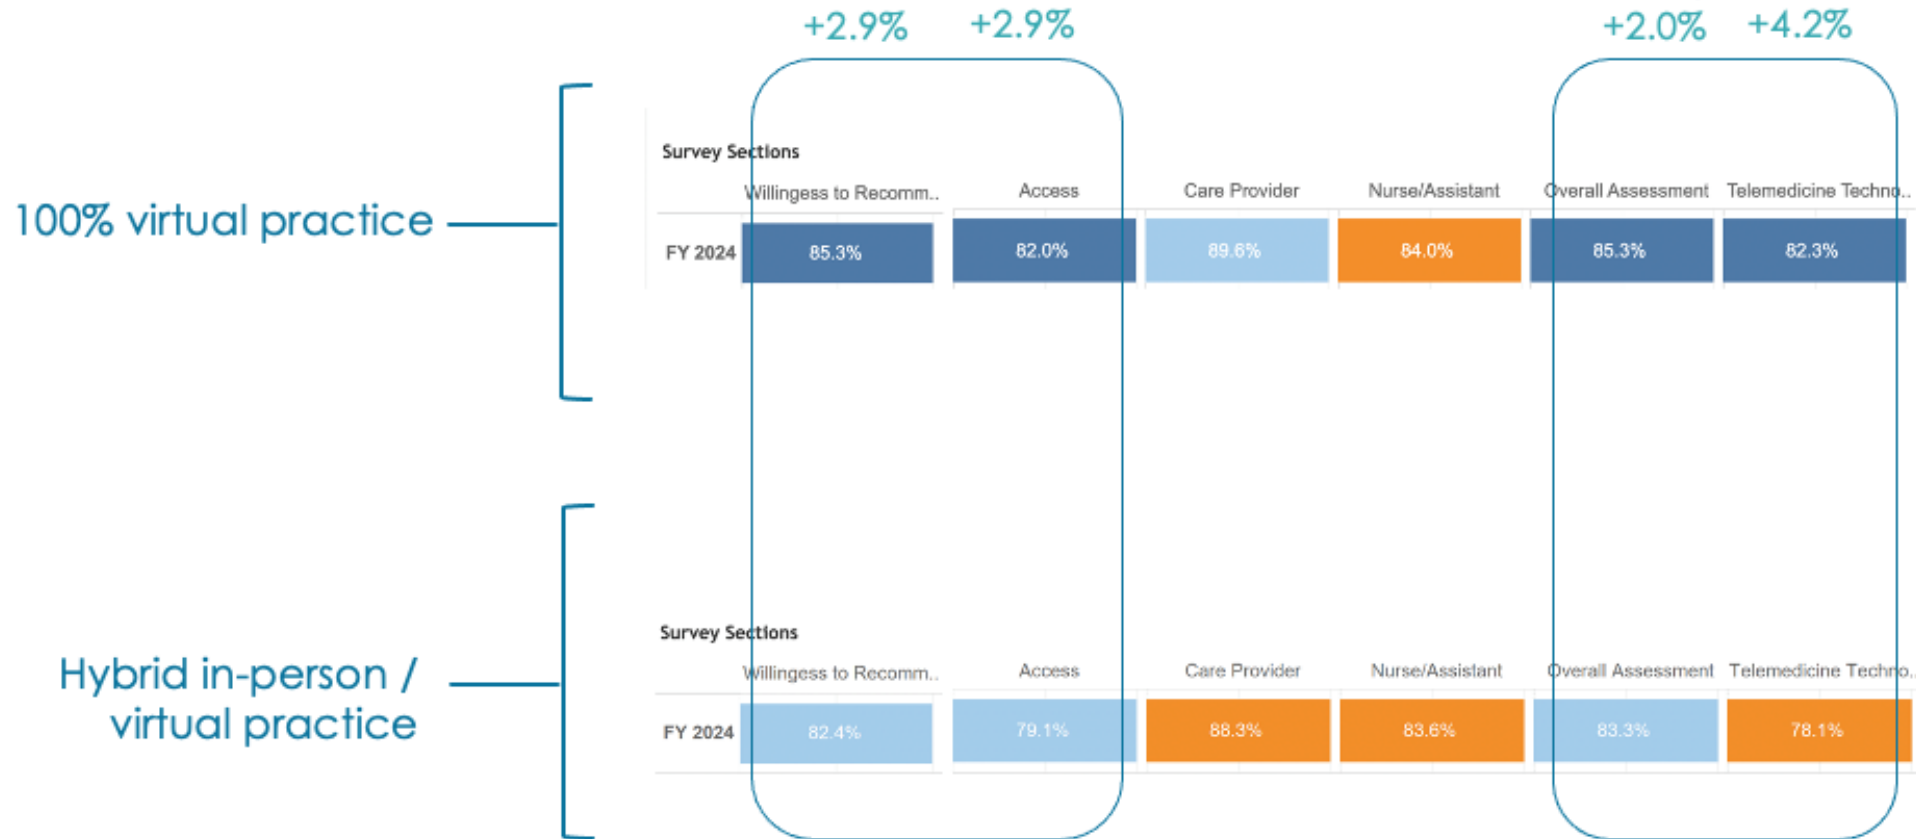 +2.9% +2.9% +2.0% +4.2%
100% virtual practice
Survey Sections
Willingess to Recomm.. Access Care Provider Nurse/Assistant Overall Assessment Telemedicine Techno..
FY 2024 85.3% 82.0% 89.6% 84.0% 85.3% 82.3%
Hybrid in-person /
virtual practice
Survey Sections
Willingess to Recomm.. Access Care Provider Nurse/Assistant Overall Assessment Telemedicine Techno..
FY 2024 82.4% 79.1% 88.3% 83.6% 83.3% 78.1%